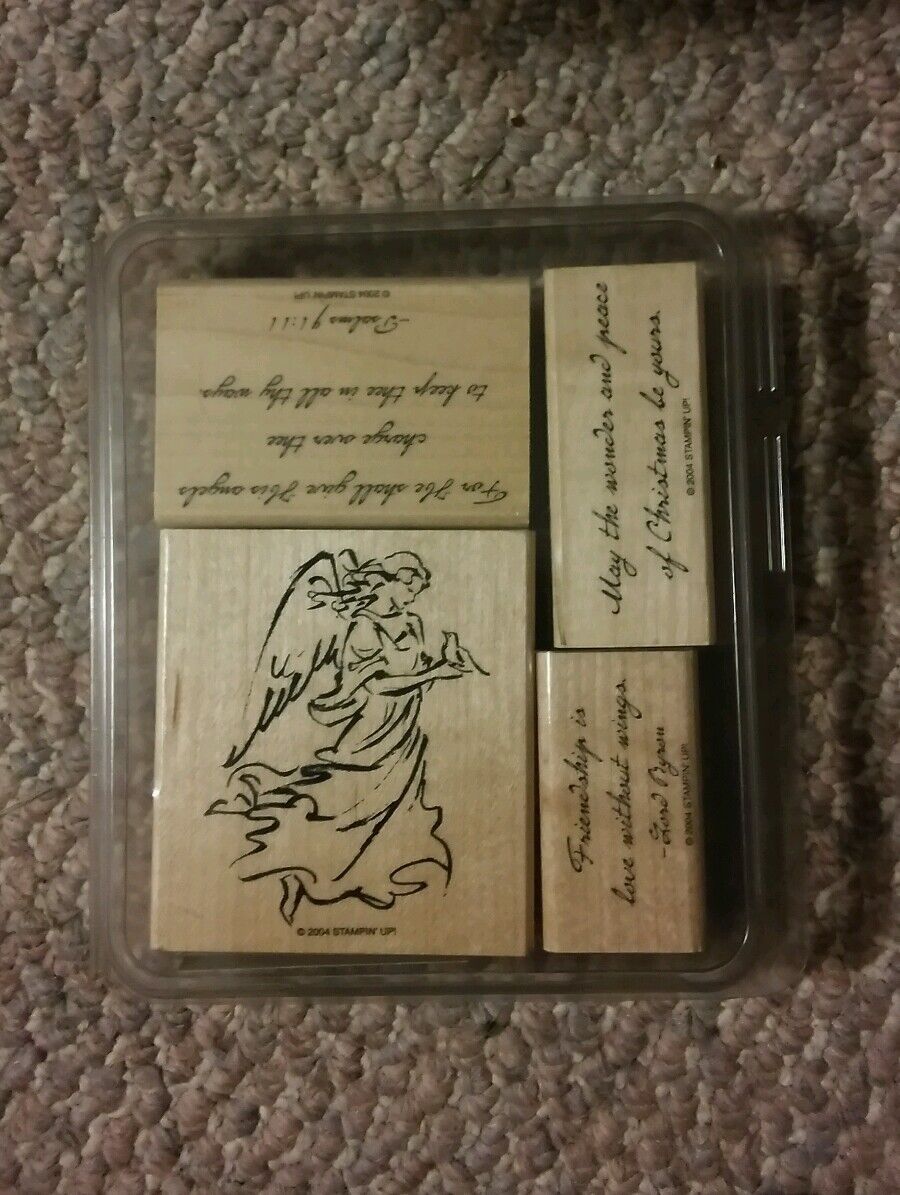 For He shall give His angels
charge over thee
to keep thee in all thy ways
-Psalms 91:11
© 2004 STAMPIN' UP!
May the wonder and peace
of Christmas be yours.
© 2004 STAMPIN' UP!
© 2004 STAMPIN' UP!
Friendship is
love without wings.
-Lord Byron
© 2004 STAMPIN' UP!